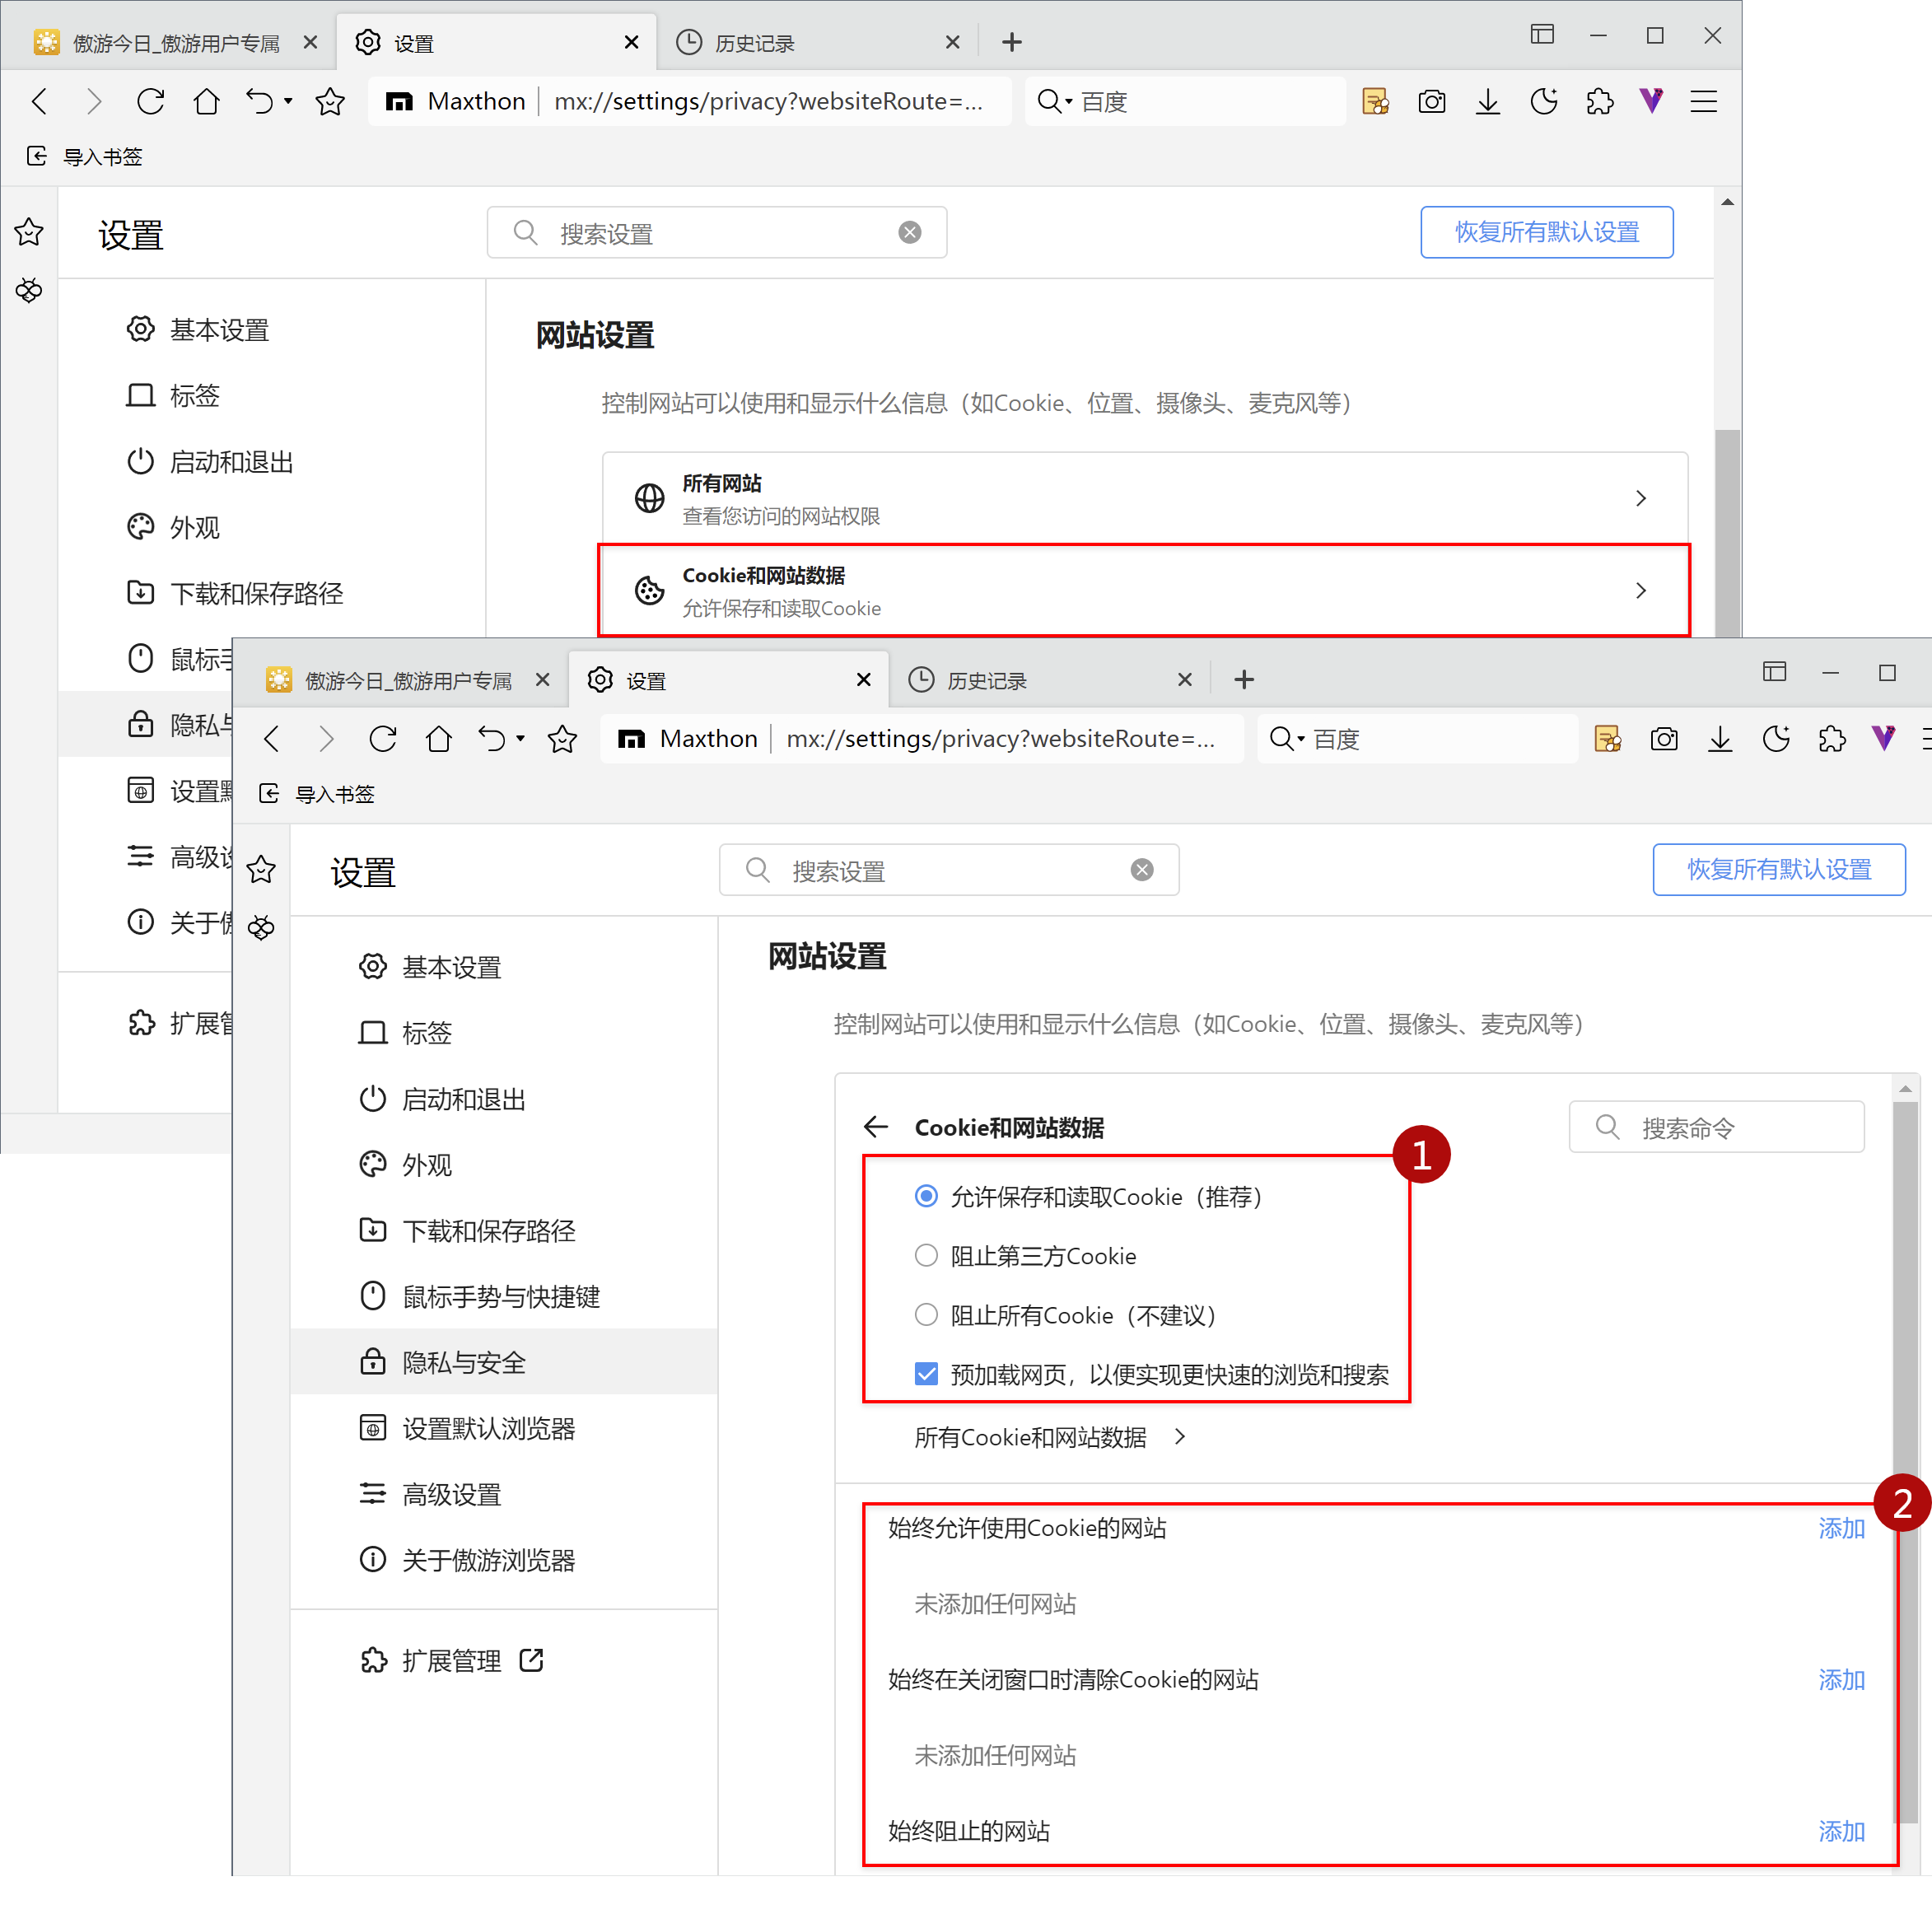 傲游今日_傲游用户专属
设置
历史记录
Maxthon
mx://settings/privacy?websiteRoute=...
百度
导入书签
设置
搜索设置
恢复所有默认设置
基本设置
标签
启动和退出
外观
下载和保存路径
鼠标手
隐私与
设置默
高级设
关于傲
扩展管
网站设置
控制网站可以使用和显示什么信息（如Cookie、位置、摄像头、麦克风等）
所有网站
查看您访问的网站权限
Cookie和网站数据
允许保存和读取Cookie
傲游今日_傲游用户专属
设置
历史记录
Maxthon
mx://settings/privacy?websiteRoute=...
百度
导入书签
设置
搜索设置
恢复所有默认设置
基本设置
标签
启动和退出
外观
下载和保存路径
鼠标手势与快捷键
隐私与安全
设置默认浏览器
高级设置
关于傲游浏览器
扩展管理
网站设置
控制网站可以使用和显示什么信息（如Cookie、位置、摄像头、麦克风等）
Cookie和网站数据
搜索命令
1
允许保存和读取Cookie（推荐）
阻止第三方Cookie
阻止所有Cookie（不建议）
预加载网页，以便实现更快速的浏览和搜索
所有Cookie和网站数据
2
始终允许使用Cookie的网站
添加
未添加任何网站
始终在关闭窗口时清除Cookie的网站
添加
未添加任何网站
始终阻止的网站
添加